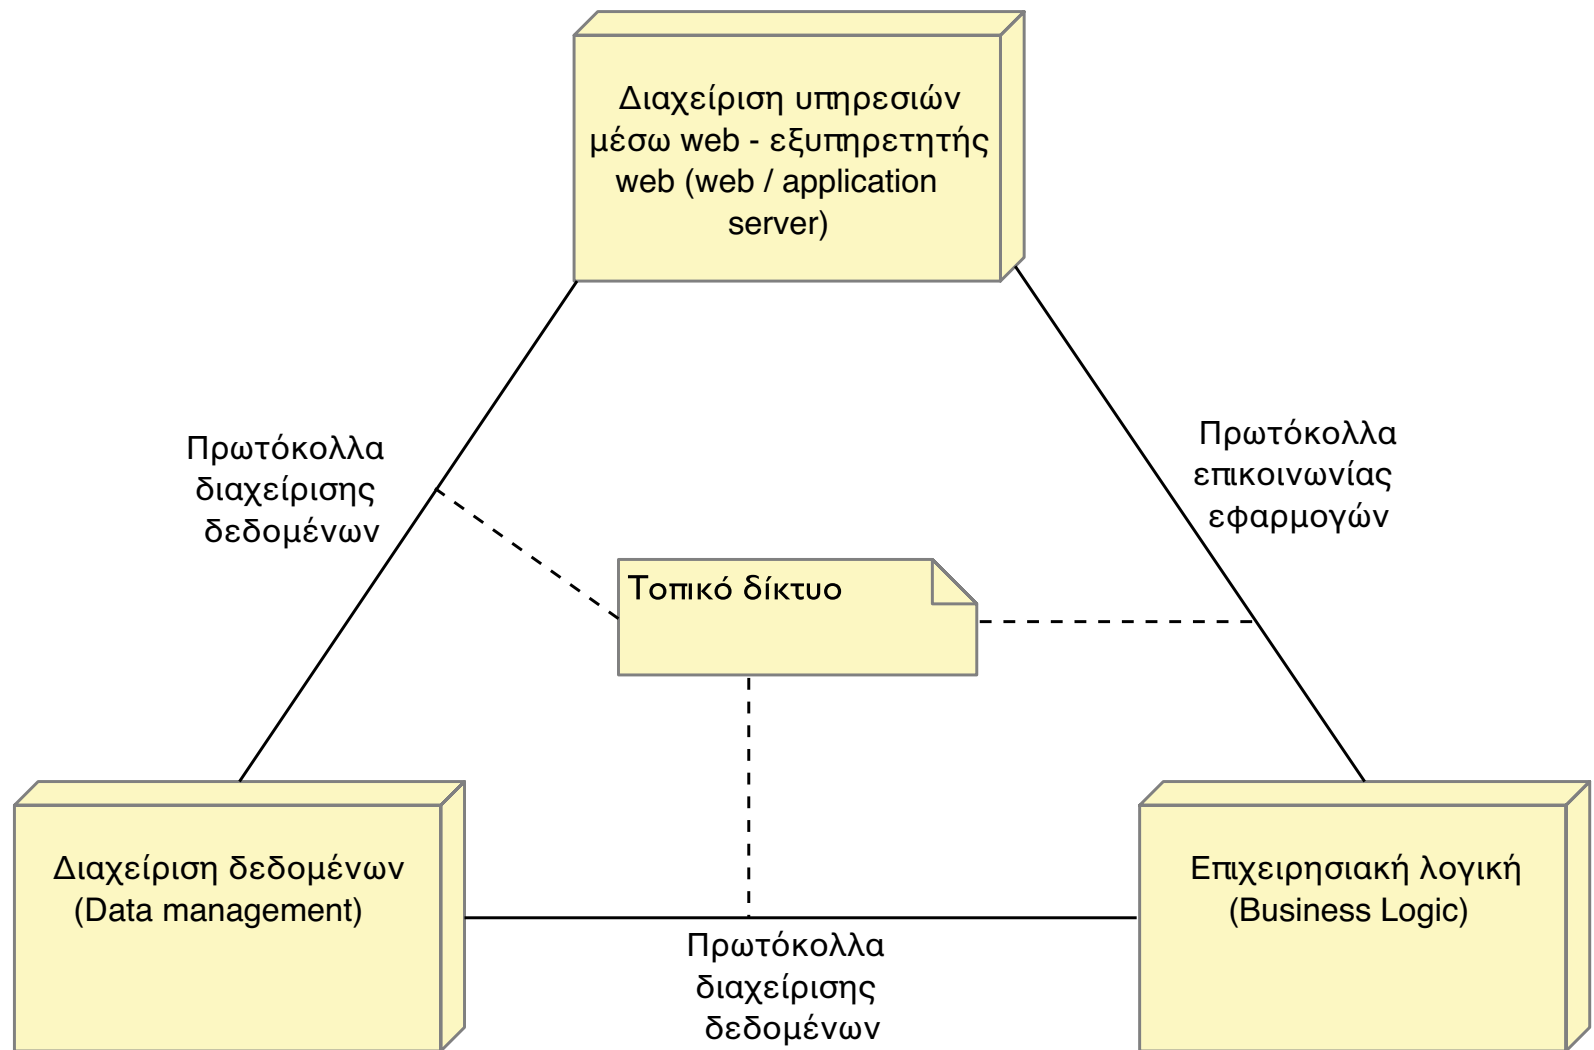 Διαχείριση υπηρεσιών
μέσω web - εξυπηρετητής
web (web / application
server)
Πρωτόκολλα
διαχείρισης
δεδομένων
Πρωτόκολλα
επικοινωνίας
εφαρμογών
Τοπικό δίκτυο
Διαχείριση δεδομένων
(Data management)
Επιχειρησιακή λογική
(Business Logic)
Πρωτόκολλα
διαχείρισης
δεδομένων